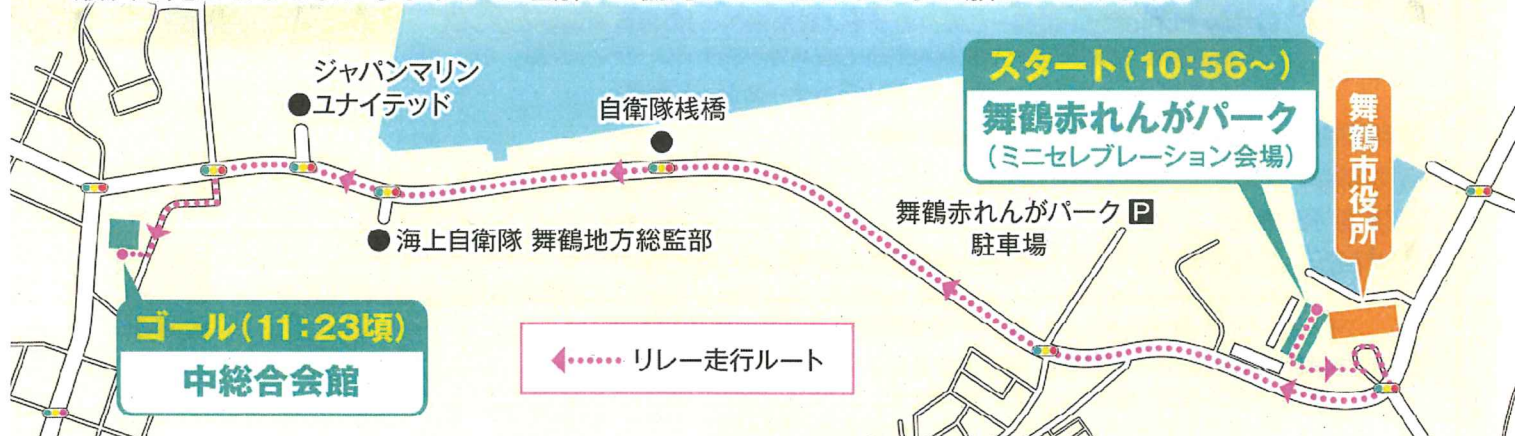 ジャパンマリン
ユナイテッド
自衛隊桟橋
スタート(10:56～)
舞鶴赤れんがパーク
(ミニセレブレーション会場)
舞鶴市役所
舞鶴赤れんがパーク P
駐車場
海上自衛隊 舞鶴地方総監部
ゴール(11:23頃)
中総合会館
リレー走行ルート